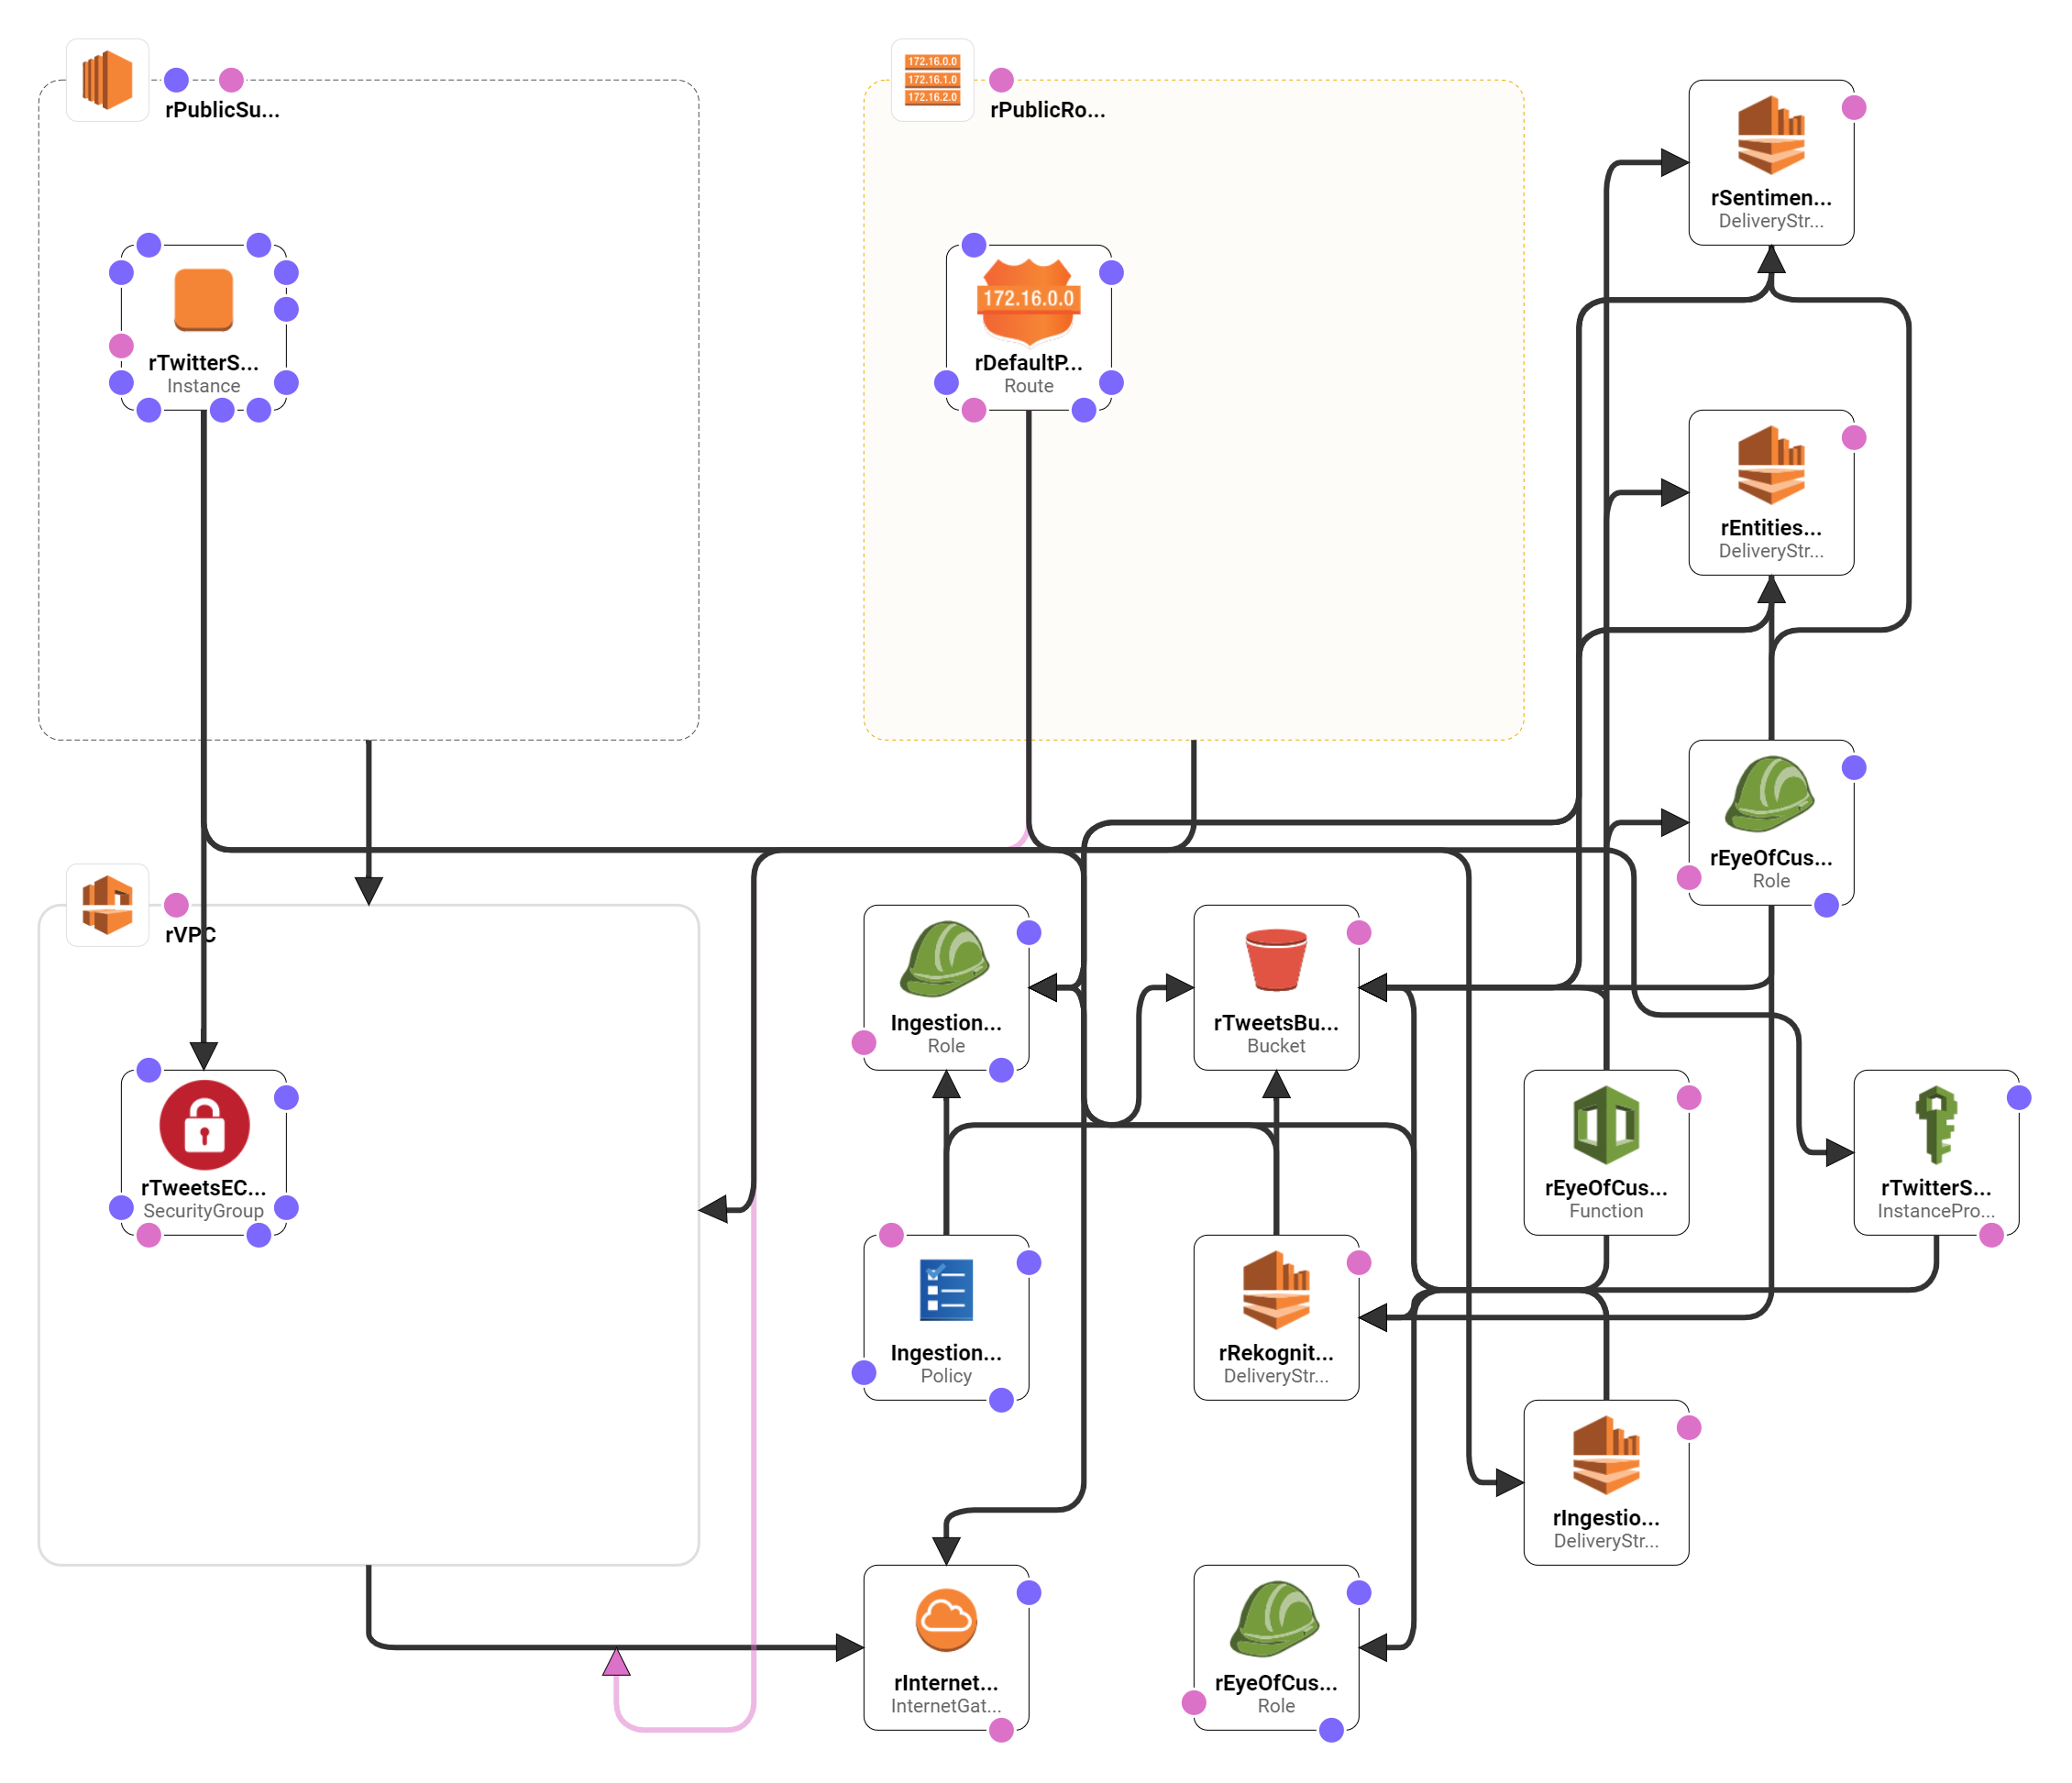 rPublicSu...
172.16.0.0
172.16.1.0
172.16.2.0
rPublicRo...
rSentimen...
DeliveryStr...
rTwitterS...
Instance
172.16.0.0
rDefaultP...
Route
rEntities...
DeliveryStr...
rEyeOfCus...
Role
rVPC
Ingestion...
Role
rTweetsBu...
Bucket
rTweetsEC...
SecurityGroup
rEyeOfCus...
Function
rTwitterS...
InstancePro...
Ingestion...
Policy
rRekognit...
DeliveryStr...
rIngestio...
DeliveryStr...
rInternet...
InternetGat...
rEyeOfCus...
Role